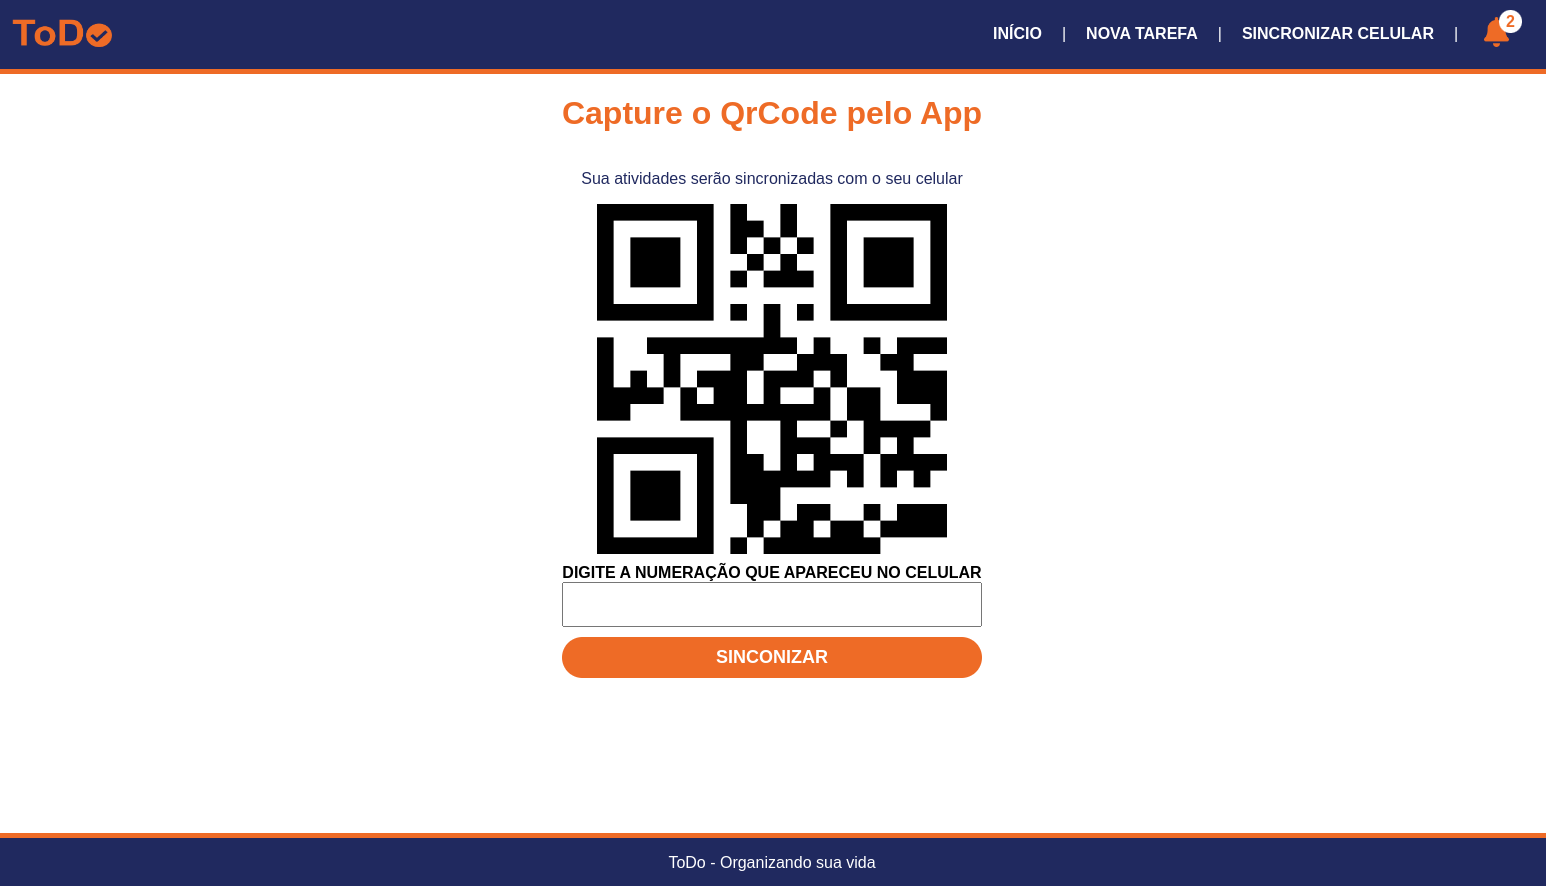 ToDo
INÍCIO | NOVA TAREFA | SINCRONIZAR CELULAR | 2
Capture o QrCode pelo App
Sua atividades serão sincronizadas com o seu celular
DIGITE A NUMERAÇÃO QUE APARECEU NO CELULAR
SINCONIZAR
ToDo - Organizando sua vida